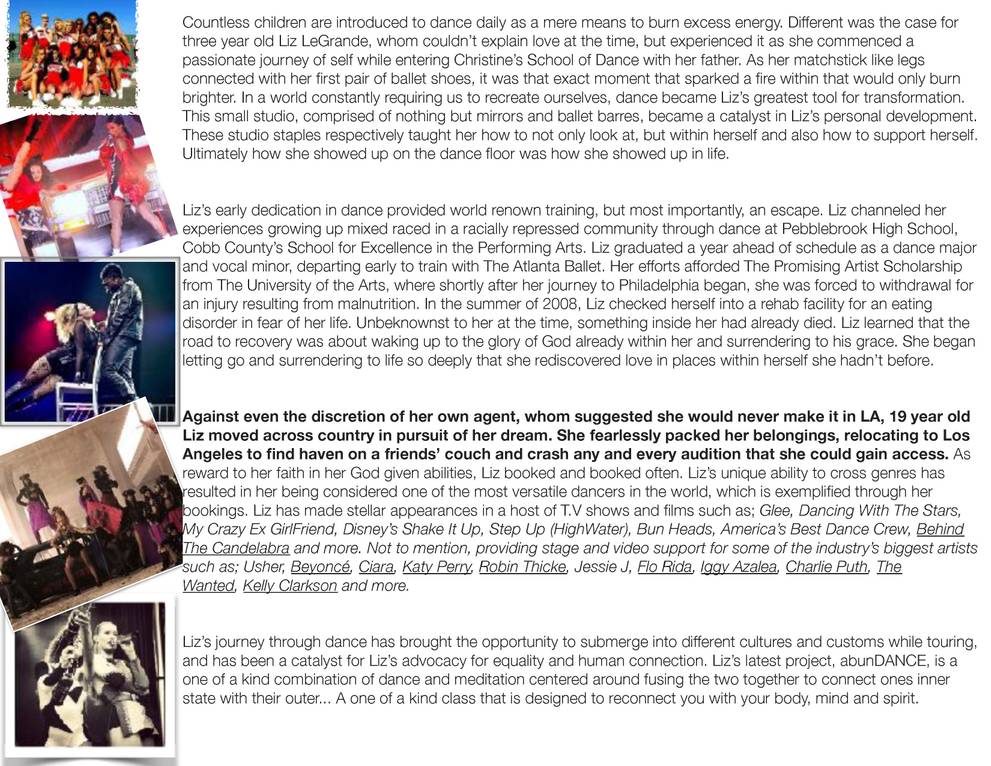 Countless children are introduced to dance daily as a mere means to burn excess energy. Different was the case for
three year old Liz LeGrande, whom couldn't explain love at the time, but experienced it as she commenced a
passionate journey of self while entering Christine's School of Dance with her father. As her matchstick like legs
connected with her first pair of ballet shoes, it was that exact moment that sparked a fire within that would only burn
brighter. In a world constantly requiring us to recreate ourselves, dance became Liz's greatest tool for transformation.
This small studio, comprised of nothing but mirrors and ballet barres, became a catalyst in Liz's personal development.
These studio staples respectively taught her how to not only look at, but within herself and also how to support herself.
Ultimately how she showed up on the dance floor was how she showed up in life.
Liz's early dedication in dance provided world renown training, but most importantly, an escape. Liz channeled her
experiences growing up mixed raced in a racially repressed community through dance at Pebblebrook High School,
Cobb County's School for Excellence in the Performing Arts. Liz graduated a year ahead of schedule as a dance major
and vocal minor, departing early to train with The Atlanta Ballet. Her efforts afforded The Promising Artist Scholarship
from The University of the Arts, where shortly after her journey to Philadelphia began, she was forced to withdrawal for
an injury resulting from malnutrition. In the summer of 2008, Liz checked herself into a rehab facility for an eating
disorder in fear of her life. Unbeknownst to her at the time, something inside her had already died. Liz learned that the
road to recovery was about waking up to the glory of God already within her and surrendering to his grace. She began
letting go and surrendering to life so deeply that she rediscovered love in places within herself she hadn't before.
Against even the discretion of her own agent, whom suggested she would never make it in LA, 19 year old
Liz moved across country in pursuit of her dream. She fearlessly packed her belongings, relocating to Los
Angeles to find haven on a friends' couch and crash any and every audition that she could gain access. As
reward to her faith in her God given abilities, Liz booked and booked often. Liz's unique ability to cross genres has
resulted in her being considered one of the most versatile dancers in the world, which is exemplified through her
bookings. Liz has made stellar appearances in a host of T.V shows and films such as; Glee, Dancing With The Stars,
My Crazy Ex GirlFriend, Disney's Shake It Up, Step Up (HighWater), Bun Heads, America's Best Dance Crew, Behind
The Candelabra and more. Not to mention, providing stage and video support for some of the industry's biggest artists
such as; Usher, Beyoncé, Ciara, Katy Perry, Robin Thicke, Jessie J, Flo Rida, Iggy Azalea, Charlie Puth, The
Wanted, Kelly Clarkson and more.
Liz's journey through dance has brought the opportunity to submerge into different cultures and customs while touring,
and has been a catalyst for Liz's advocacy for equality and human connection. Liz's latest project, abunDANCE, is a
one of a kind combination of dance and meditation centered around fusing the two together to connect ones inner
state with their outer... A one of a kind class that is designed to reconnect you with your body, mind and spirit.